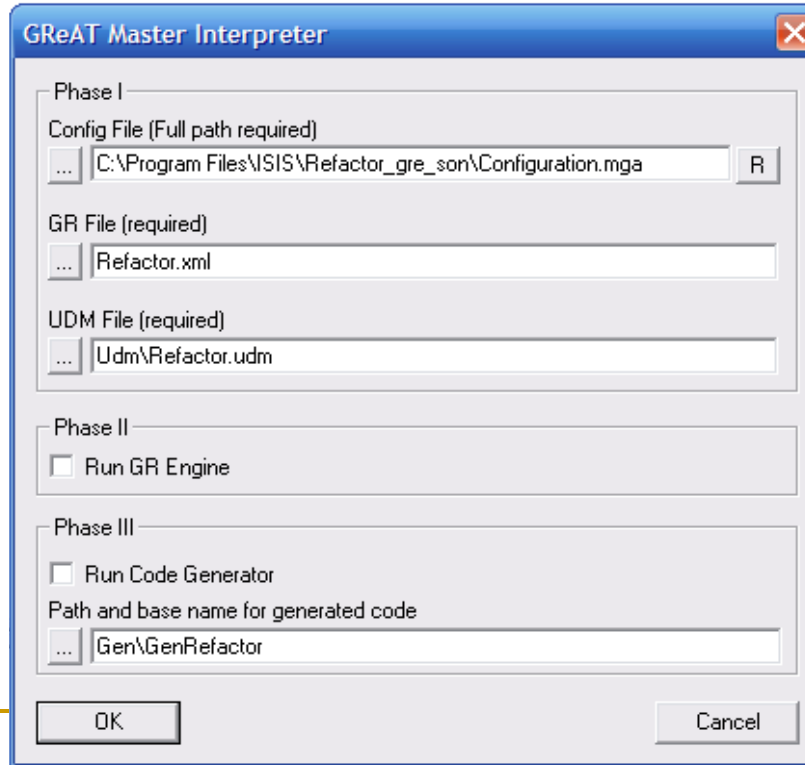 GReAT Master Interpreter
Phase I
Config File (Full path required)
... C:\Program Files\ISIS\Refactor_gre_son\Configuration.mga R
GR File (required)
... Refactor.xml
UDM File (required)
... Udm\Refactor.udm
Phase II
Run GR Engine
Phase III
Run Code Generator
Path and base name for generated code
... Gen\GenRefactor
OK Cancel